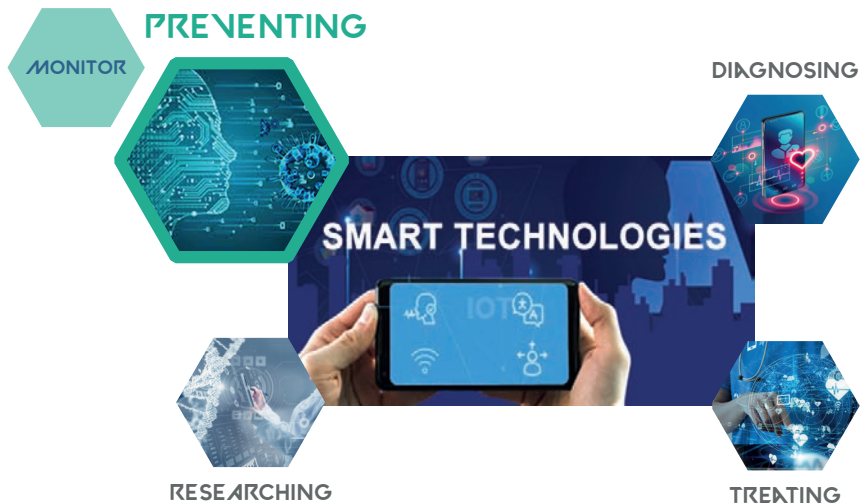 PREVENTING
MONITOR
DIAGNOSING
SMART TECHNOLOGIES
IOT
A
RESEARCHING
TREATING